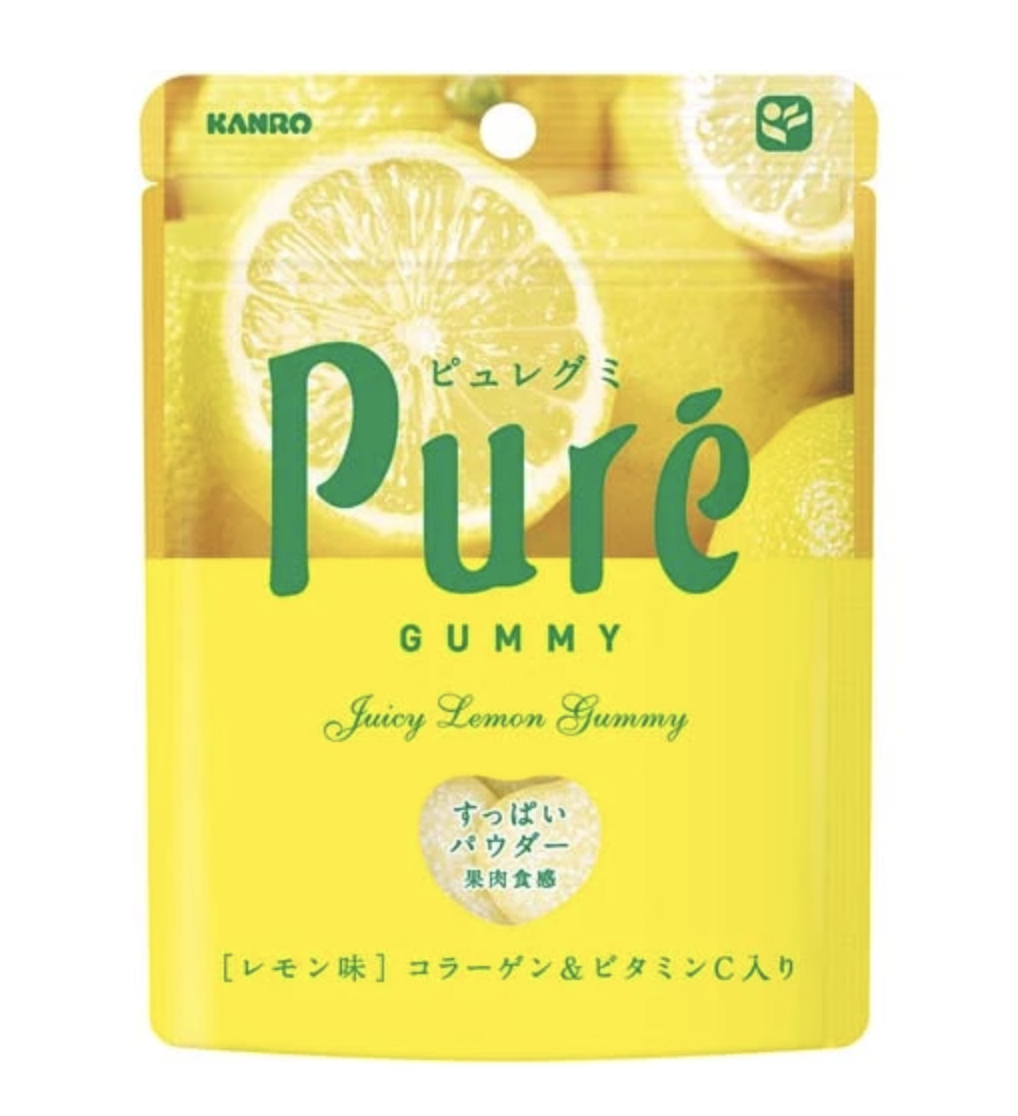 KANRO
ピュレグミ
Puré
GUMMY
Juicy Lemon Gummy
すっぱい
パウダー
果肉食感
[レモン味] コラーゲン&ビタミンC入り